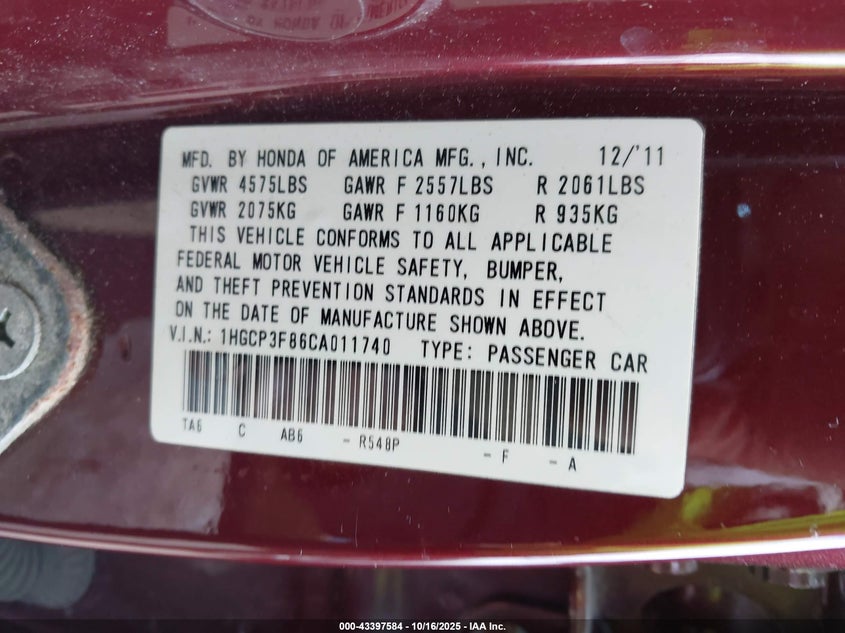 MFD. BY HONDA OF AMERICA MFG., INC. 12/'11
GVWR 4575LBS GAWR F 2557LBS R 2061LBS
GVWR 2075KG GAWR F 1160KG R 935KG
THIS VEHICLE CONFORMS TO ALL APPLICABLE
FEDERAL MOTOR VEHICLE SAFETY, BUMPER,
AND THEFT PREVENTION STANDARDS IN EFFECT
ON THE DATE OF MANUFACTURE SHOWN ABOVE.
V.I.N.: 1HGCP3F86CA011740 TYPE: PASSENGER CAR
TA6 C AB6 - R548P - F - A
000-43397584 - 10/16/2025 - IAA Inc.